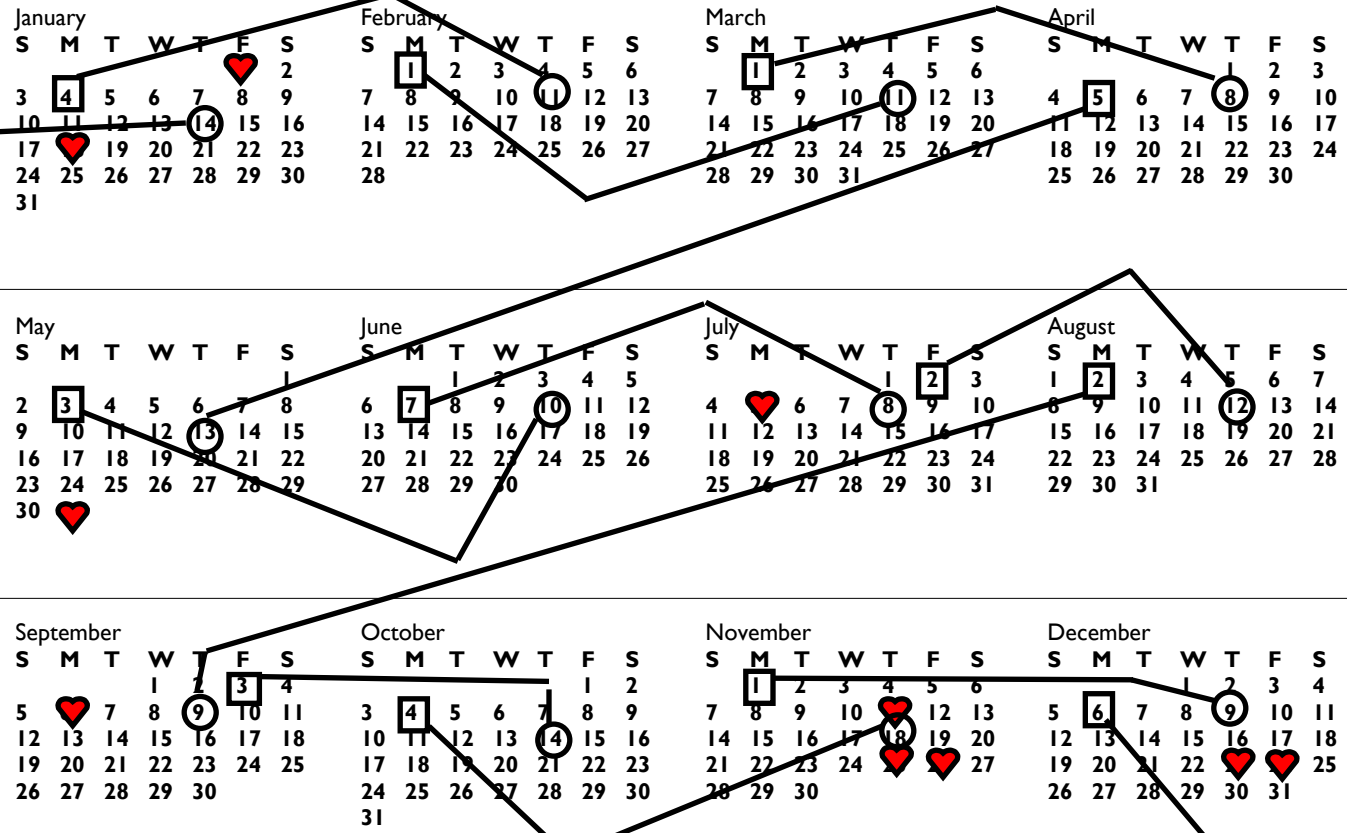 January
S M T W T F S
2
3 4 5 6 7 8 9
10 11 12 13 14 15 16
17 19 20 21 22 23
24 25 26 27 28 29 30
31
February
S M T W T F S
1 2 3 4 5 6
7 8 9 10 11 12 13
14 15 16 17 18 19 20
21 22 23 24 25 26 27
28
March
S M T W T F S
1 2 3 4 5 6
7 8 9 10 11 12 13
14 15 16 17 18 19 20
21 22 23 24 25 26 27
28 29 30 31
April
S M T W T F S
1 2 3
4 5 6 7 8 9 10
11 12 13 14 15 16 17
18 19 20 21 22 23 24
25 26 27 28 29 30
May
S M T W T F S
1
2 3 4 5 6 7 8
9 10 11 12 13 14 15
16 17 18 19 20 21 22
23 24 25 26 27 28 29
30
June
S M T W T F S
1 2 3 4 5
6 7 8 9 10 11 12
13 14 15 16 17 18 19
20 21 22 23 24 25 26
27 28 29 30
July
S M T W T F S
1 2 3
4 6 7 8 9 10
11 12 13 14 15 16 17
18 19 20 21 22 23 24
25 26 27 28 29 30 31
August
S M T W T F S
1 2 3 4 5 6 7
8 9 10 11 12 13 14
15 16 17 18 19 20 21
22 23 24 25 26 27 28
29 30 31
September
S M T W T F S
1 2 3 4
5 7 8 9 10 11
12 13 14 15 16 17 18
19 20 21 22 23 24 25
26 27 28 29 30
October
S M T W T F S
1 2
3 4 5 6 7 8 9
10 11 12 13 14 15 16
17 18 19 20 21 22 23
24 25 26 27 28 29 30
31
November
S M T W T F S
1 2 3 4 5 6
7 8 9 10 12 13
14 15 16 17 18 19 20
21 22 23 24 27
28 29 30
December
S M T W T F S
1 2 3 4
5 6 7 8 9 10 11
12 13 14 15 16 17 18
19 20 21 22 25
26 27 28 29 30 31